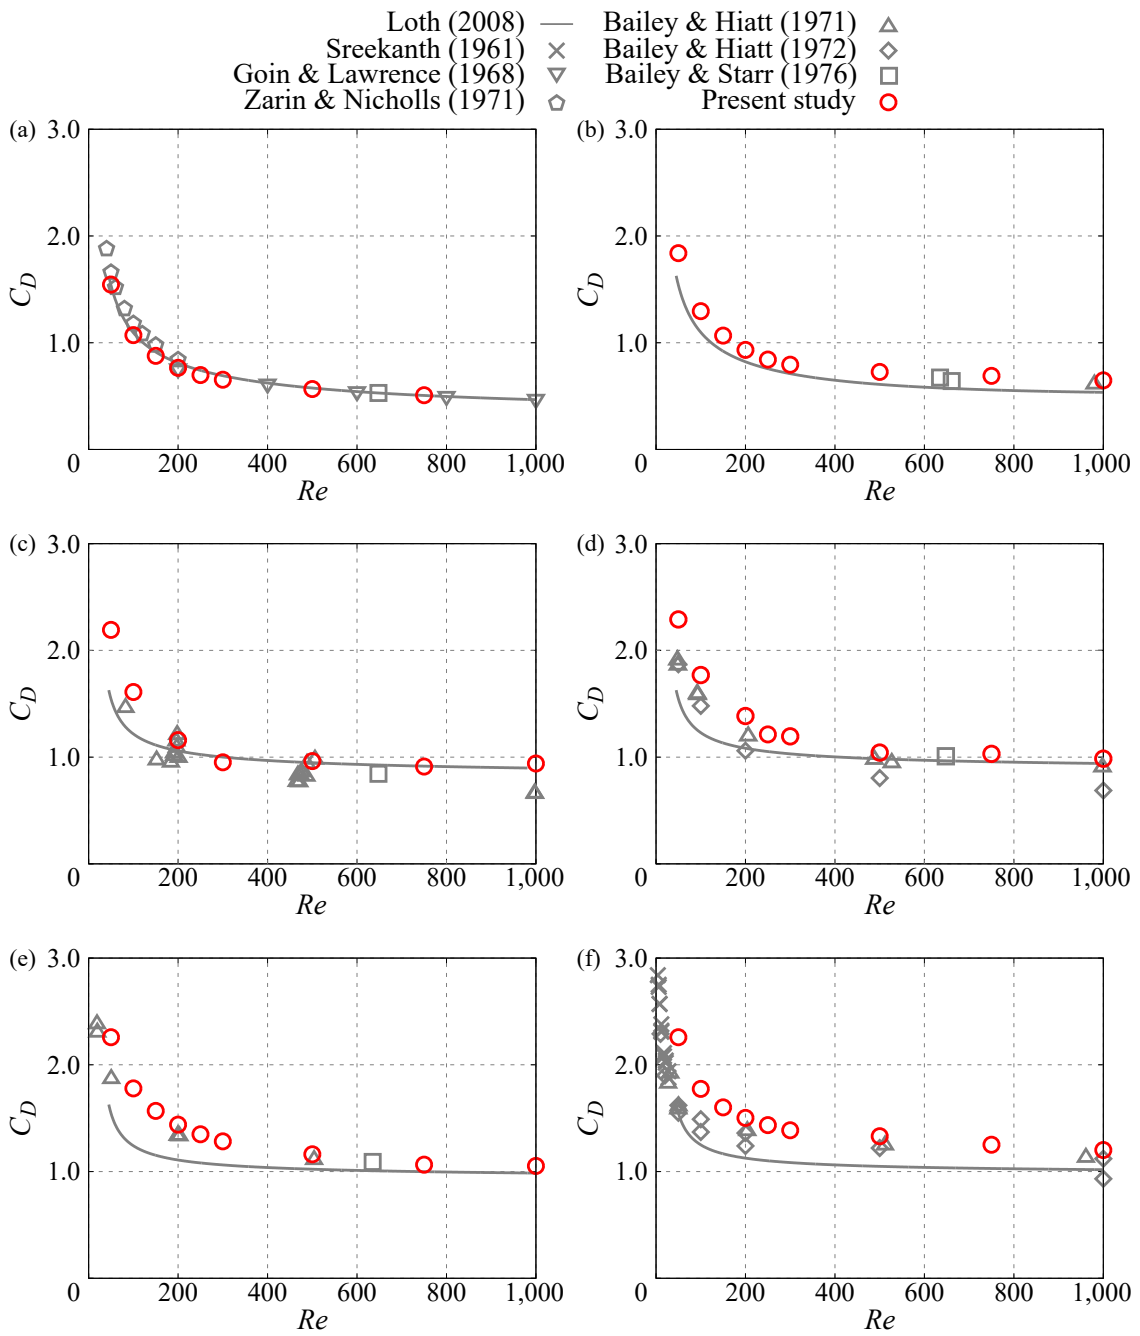 Loth (2008)
Sreekanth (1961)
Goin & Lawrence (1968)
Zarin & Nicholls (1971)
Bailey & Hiatt (1971)
Bailey & Hiatt (1972)
Bailey & Starr (1976)
Present study
(a)
3.0
2.0
1.0
0
C_D
200
400
600
800
1,000
Re
(b)
3.0
2.0
1.0
0
C_D
200
400
600
800
1,000
Re
(c)
3.0
2.0
1.0
0
C_D
200
400
600
800
1,000
Re
(d)
3.0
2.0
1.0
0
C_D
200
400
600
800
1,000
Re
(e)
3.0
2.0
1.0
0
C_D
200
400
600
800
1,000
Re
(f)
3.0
2.0
1.0
0
C_D
200
400
600
800
1,000
Re